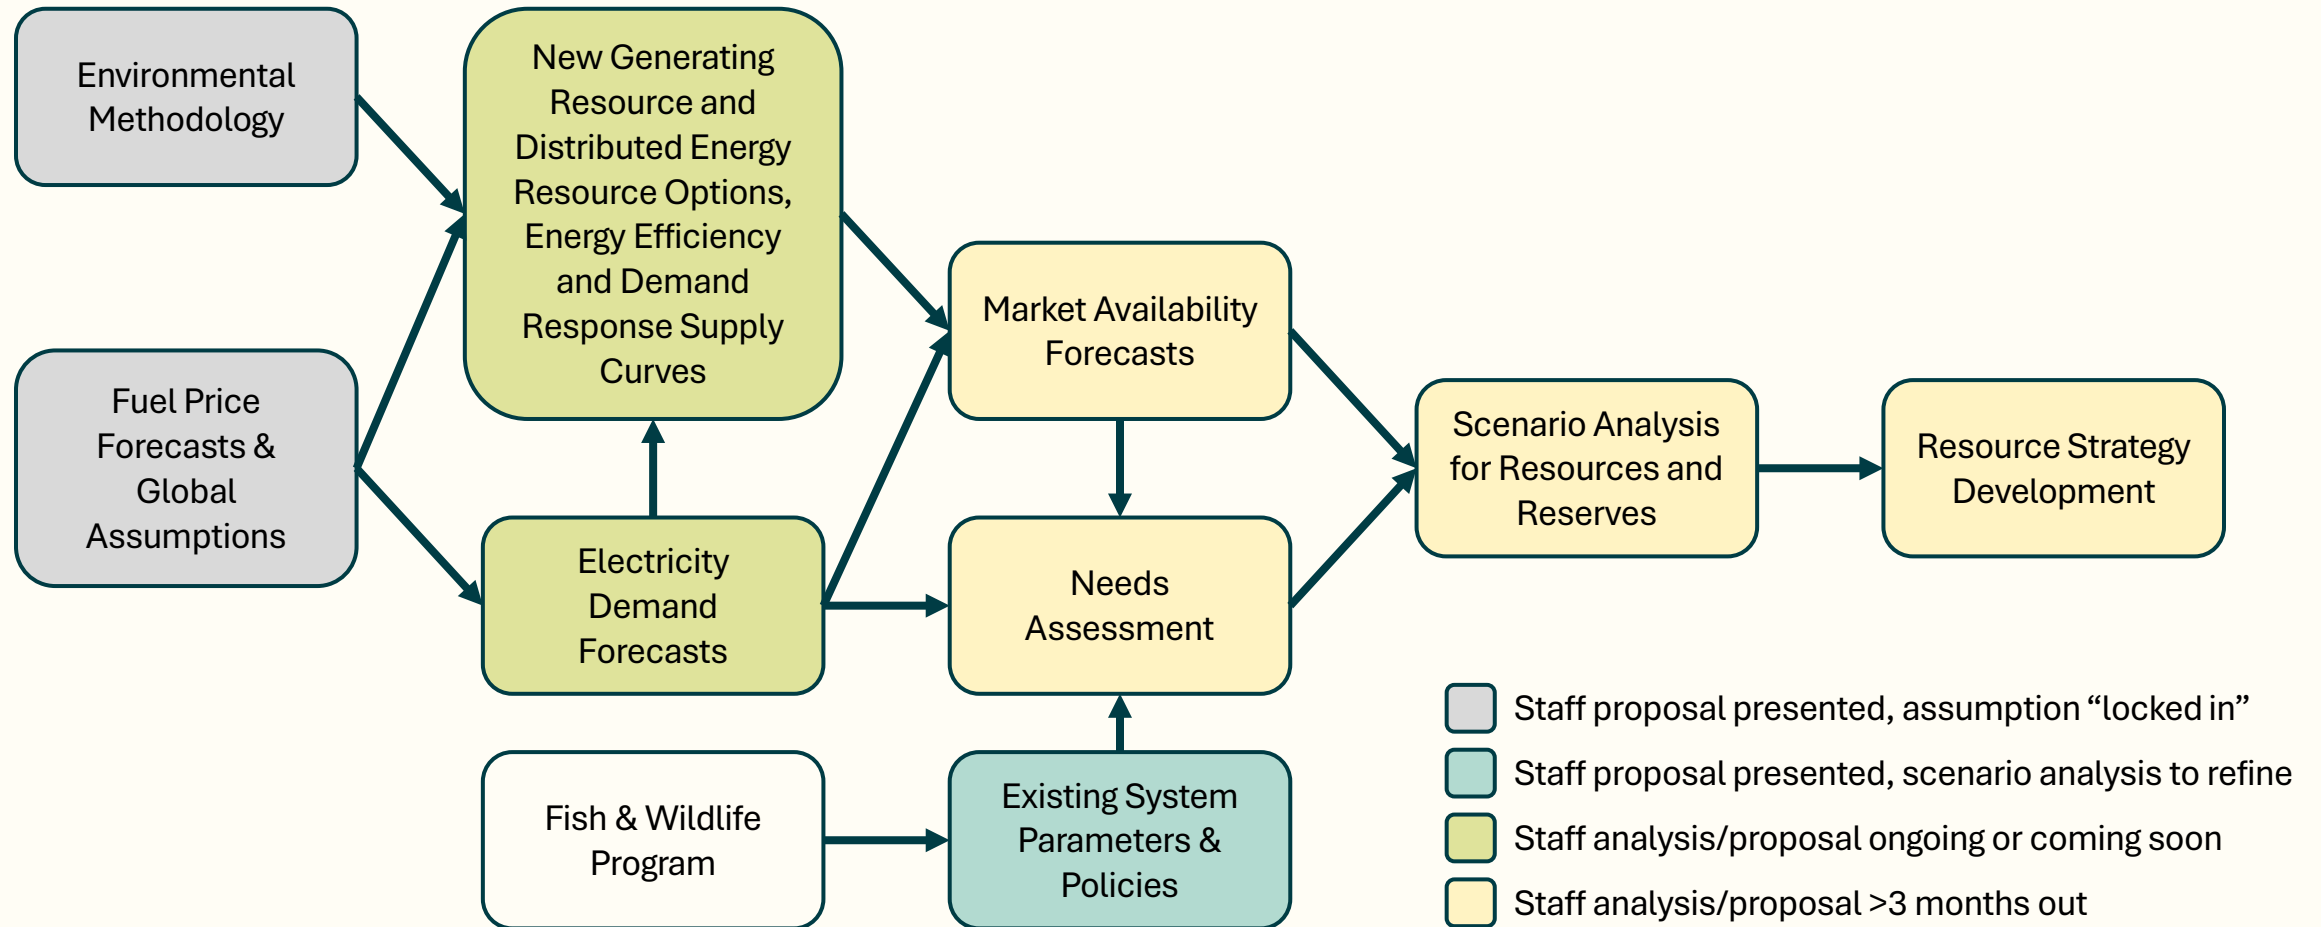 Environmental
Methodology
New Generating
Resource and
Distributed Energy
Resource Options,
Energy Efficiency
and Demand
Response Supply
Curves
Fuel Price
Forecasts &
Global
Assumptions
Electricity
Demand
Forecasts
Market Availability
Forecasts
Needs
Assessment
Scenario Analysis
for Resources and
Reserves
Resource Strategy
Development
Fish & Wildlife
Program
Existing System
Parameters &
Policies
Staff proposal presented, assumption “locked in”
Staff proposal presented, scenario analysis to refine
Staff analysis/proposal ongoing or coming soon
Staff analysis/proposal >3 months out